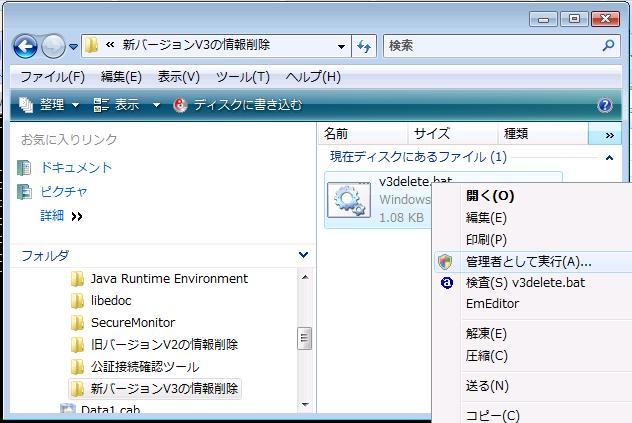 « 新バージョンV3の情報削除
検索
ファイル(F) 編集(E) 表示(V) ツール(T) ヘルプ(H)
整理 表示 ディスクに書き込む
お気に入りリンク
ドキュメント
ピクチャ
詳細 »
フォルダ
Java Runtime Environment
libedoc
SecureMonitor
旧バージョンV2の情報削除
公証接続確認ツール
新バージョンV3の情報削除
Data1.cab
名前 サイズ 種類 »
現在ディスクにあるファイル (1)
v3delete.bat
Windows
1.08 KB
開く(O)
編集(E)
印刷(P)
管理者として実行(A)...
検査(S) v3delete.bat
EmEditor
解凍(E)
圧縮(C)
送る(N)
コピー(C)